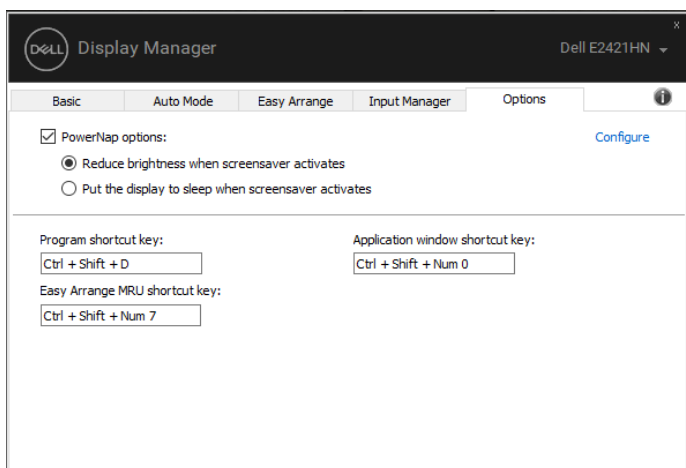 x
DELL Display Manager
Dell E2421HN
Basic Auto Mode Easy Arrange Input Manager Options i
PowerNap options:
Configure
Reduce brightness when screensaver activates
Put the display to sleep when screensaver activates
Program shortcut key:
Application window shortcut key:
Ctrl + Shift + D
Ctrl + Shift + Num 0
Easy Arrange MRU shortcut key:
Ctrl + Shift + Num 7